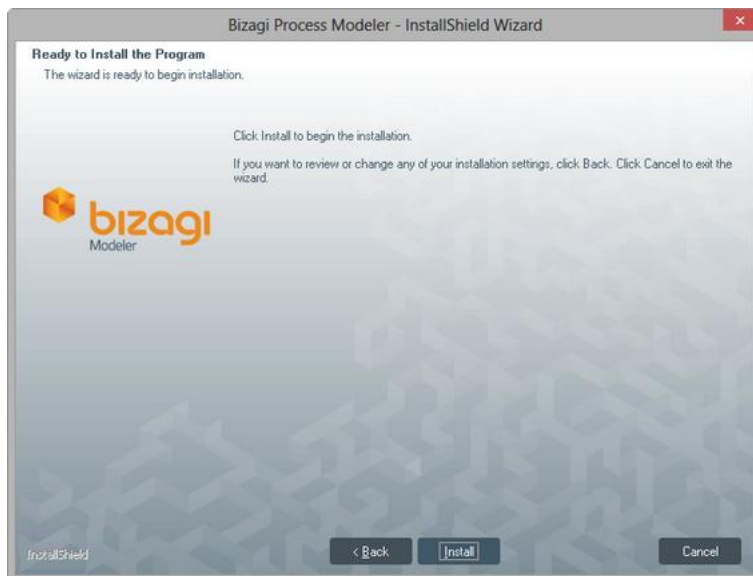 Bizagi Process Modeler - InstallShield Wizard
Ready to Install the Program
The wizard is ready to begin installation.
Click Install to begin the installation.
If you want to review or change any of your installation settings, click Back. Click Cancel to exit the
wizard.
bizagi
Modeler
InstallShield
< Back
Install
Cancel